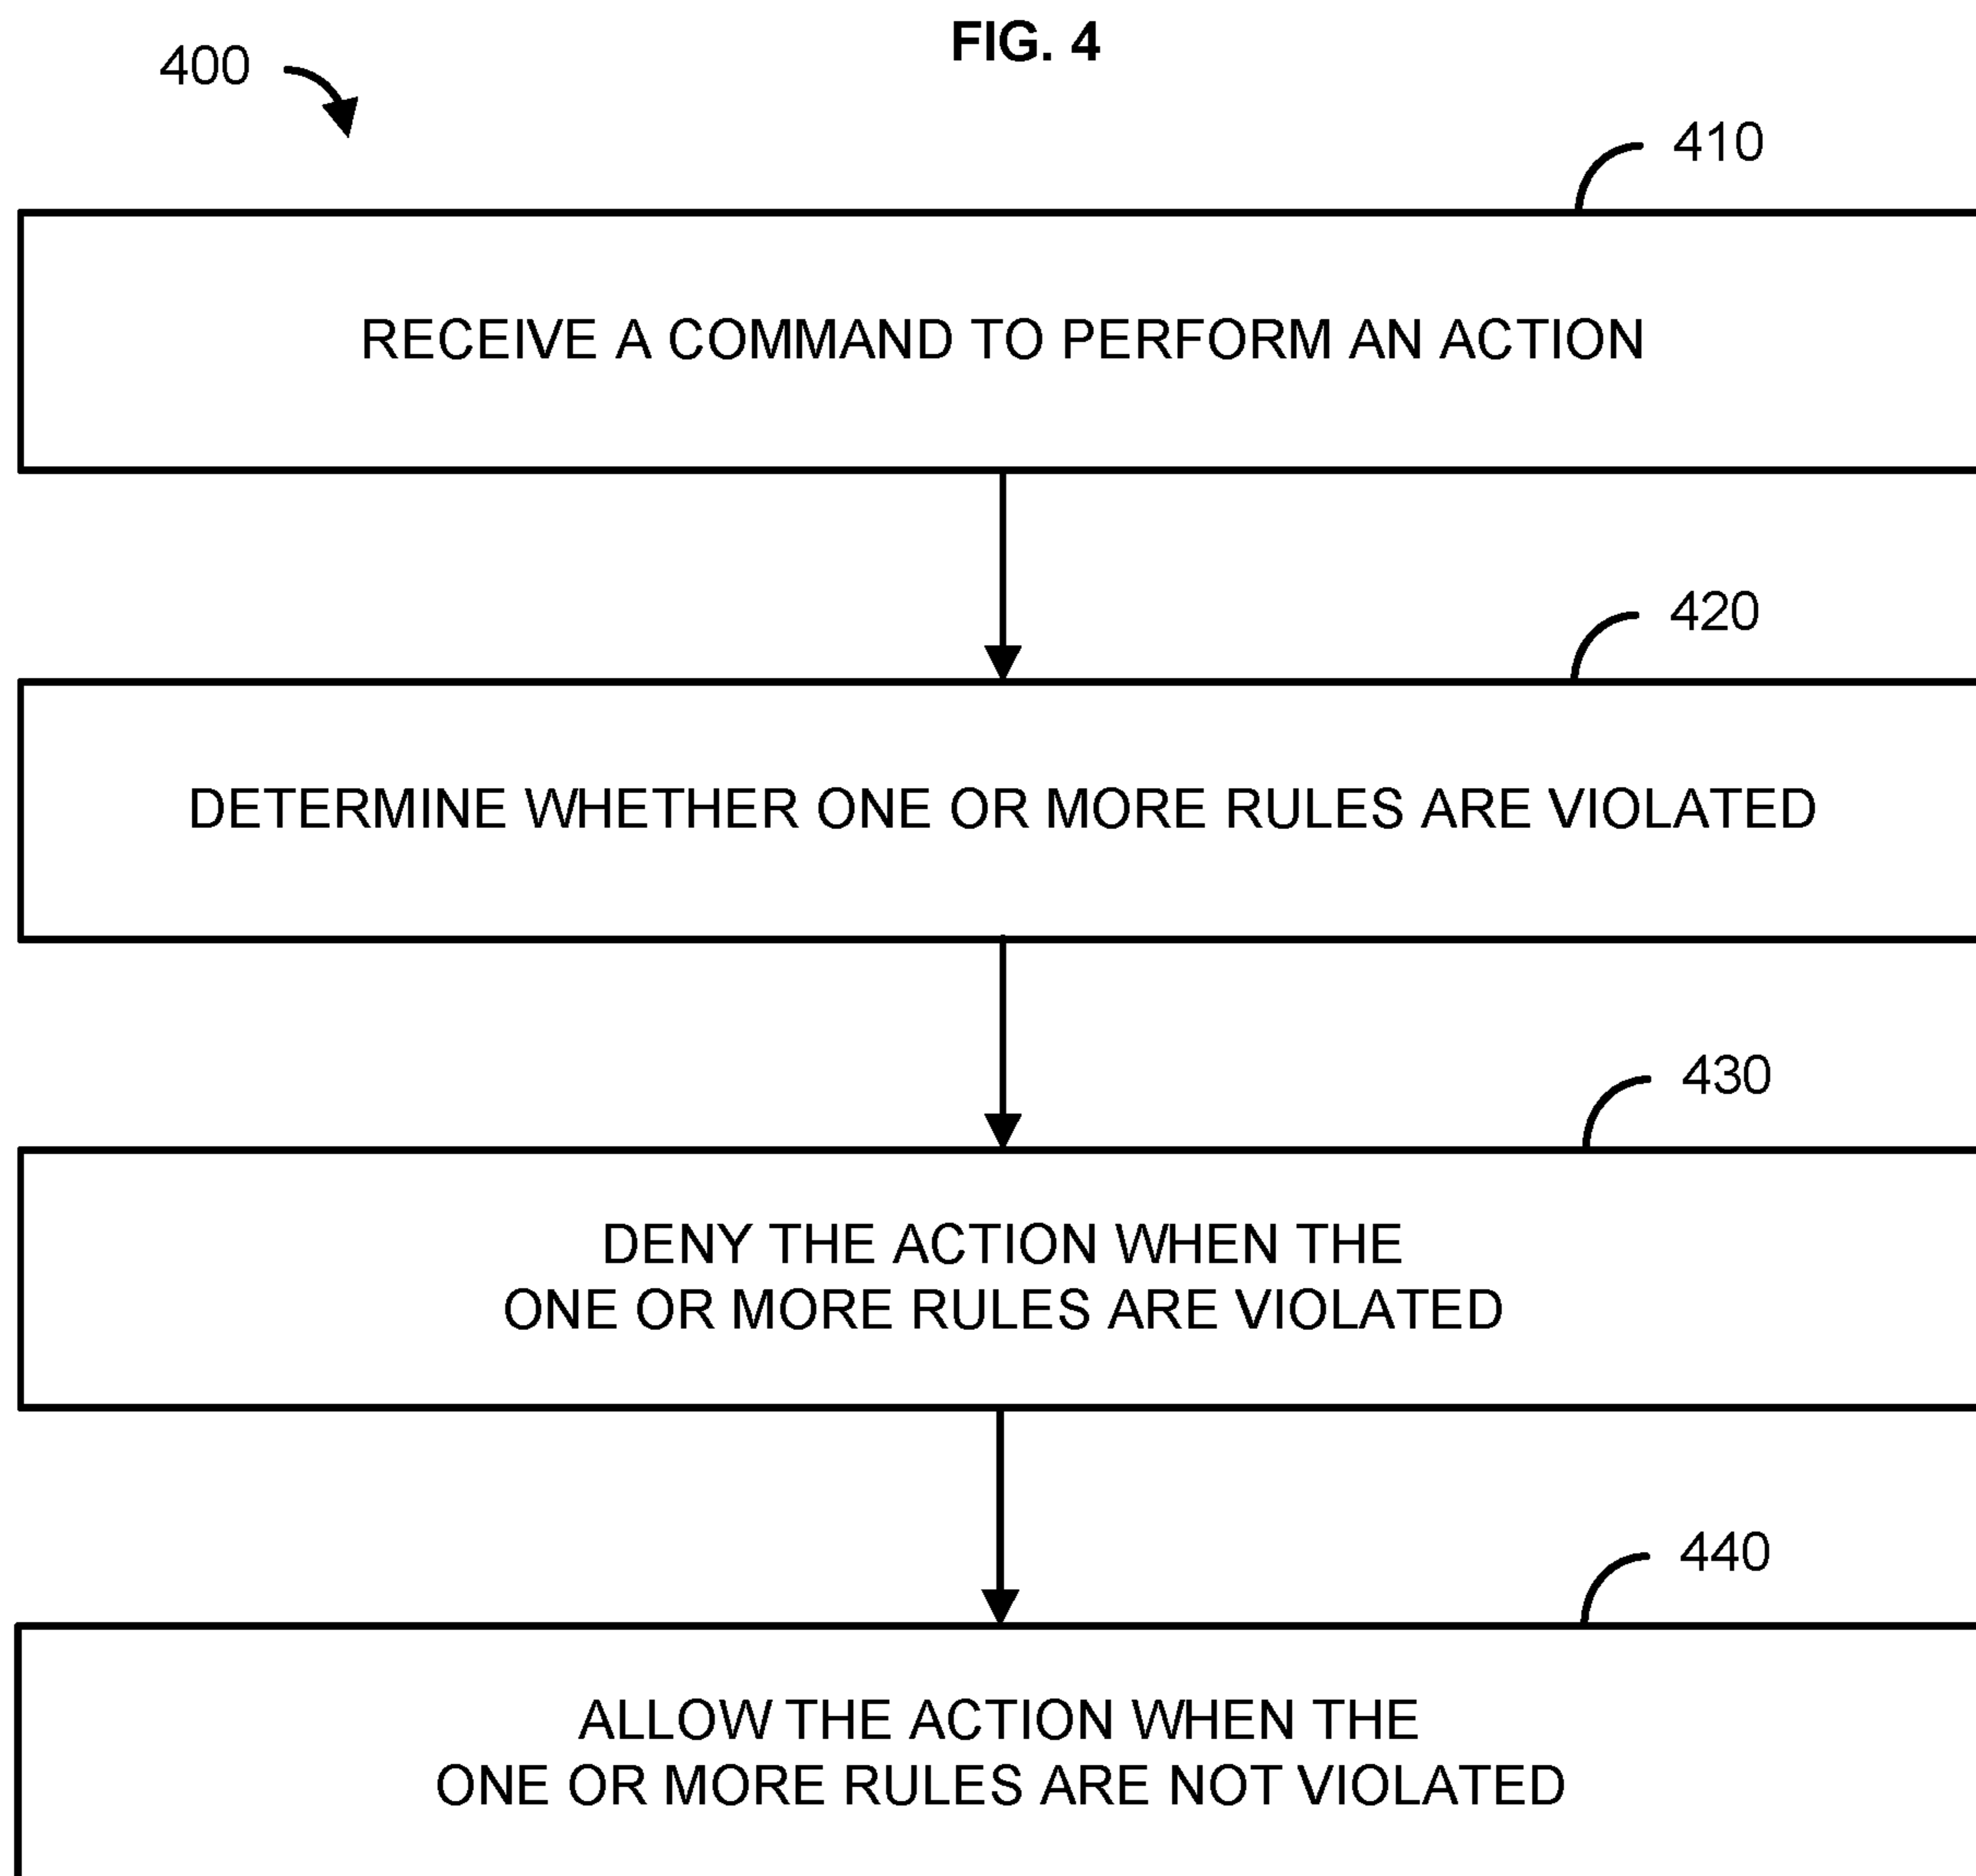 FIG. 4
400
410
RECEIVE A COMMAND TO PERFORM AN ACTION
420
DETERMINE WHETHER ONE OR MORE RULES ARE VIOLATED
430
DENY THE ACTION WHEN THE
ONE OR MORE RULES ARE VIOLATED
440
ALLOW THE ACTION WHEN THE
ONE OR MORE RULES ARE NOT VIOLATED